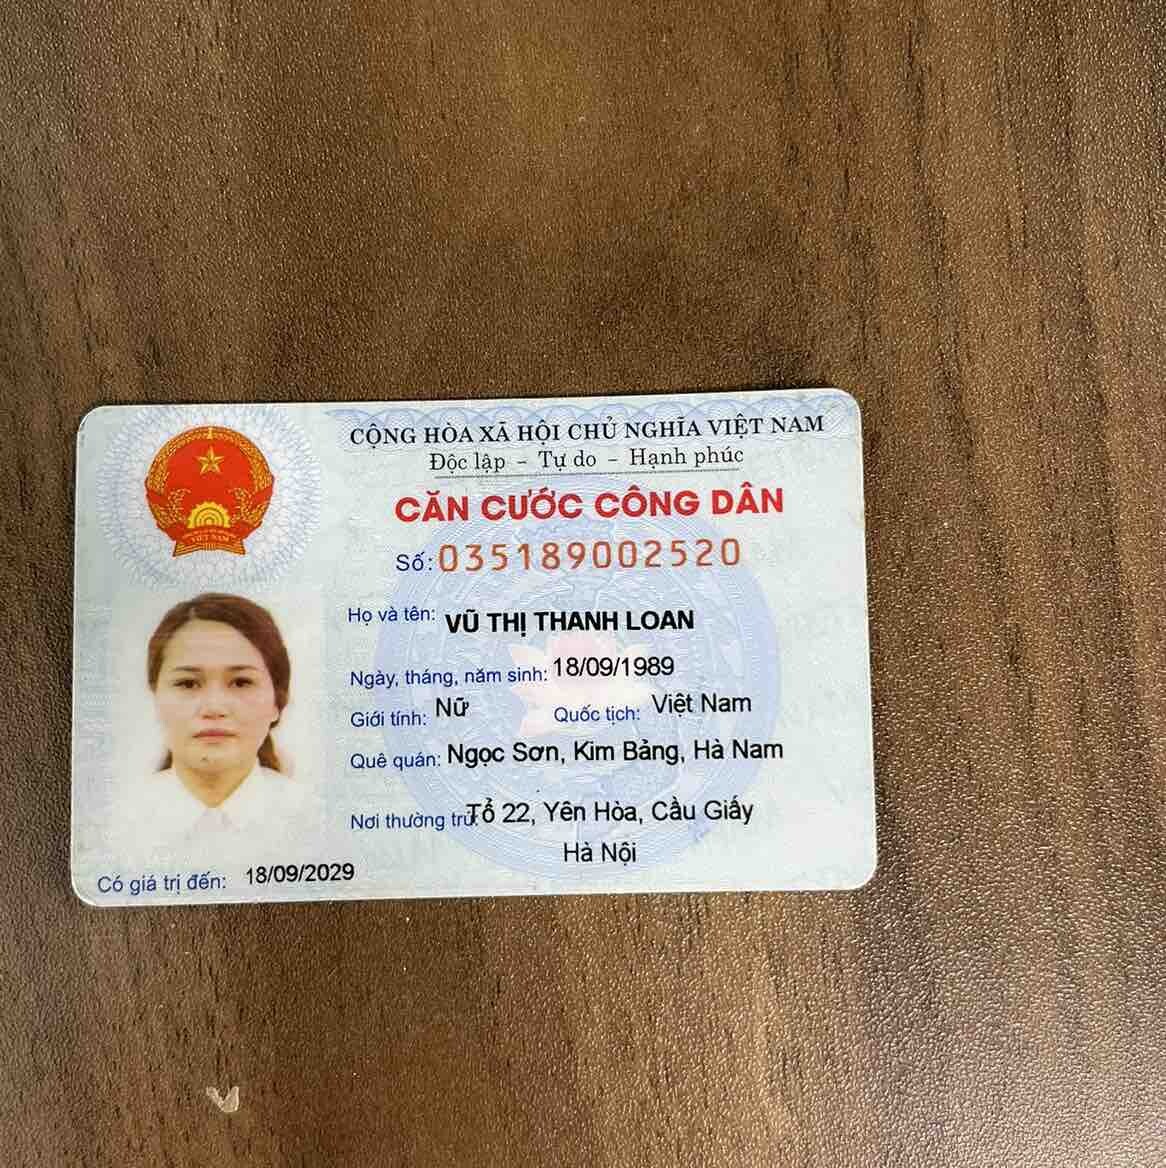 CỘNG HÒA XÃ HỘI CHỦ NGHĨA VIỆT NAM
Độc lập – Tự do – Hạnh phúc
CĂN CƯỚC CÔNG DÂN
Số: 035189002520
Họ và tên: VŨ THỊ THANH LOAN
Ngày, tháng, năm sinh: 18/09/1989
Giới tính: Nữ Quốc tịch: Việt Nam
Quê quán: Ngọc Sơn, Kim Bảng, Hà Nam
Nơi thường trú: Tổ 22, Yên Hòa, Cầu Giấy
Hà Nội
Có giá trị đến: 18/09/2029
VIỆT NAM